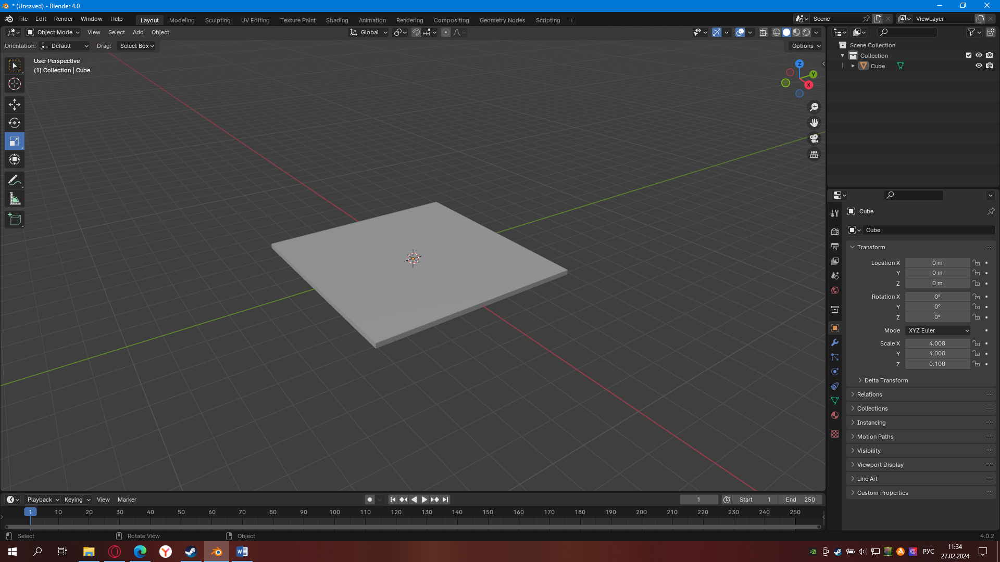 * (Unsaved) - Blender 4.0
File Edit Render Window Help
Layout Modeling Sculpting UV Editing Texture Paint Shading Animation Rendering Compositing Geometry Nodes Scripting +
Scene
ViewLayer
Object Mode View Select Add Object
Global
Orientation: Default Drag: Select Box
Options
User Perspective
(1) Collection | Cube
Z
Y
X
Scene Collection
Collection
Cube
Cube
Cube
Transform
Location X 0 m
Y 0 m
Z 0 m
Rotation X 0°
Y 0°
Z 0°
Mode XYZ Euler
Scale X 4.008
Y 4.008
Z 0.100
Delta Transform
Relations
Collections
Instancing
Motion Paths
Visibility
Viewport Display
Line Art
Custom Properties
Playback Keying View Marker
1 Start 1 End 250
1 10 20 30 40 50 60 70 80 90 100 110 120 130 140 150 160 170 180 190 200 210 220 230 240 250
Select Rotate View Object
4.0.2
РУС
11:34
27.02.2024